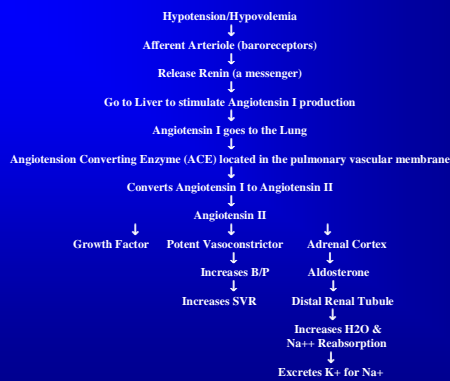 Hypotension/Hypovolemia
↓
Afferent Arteriole (baroreceptors)
↓
Release Renin (a messenger)
↓
Go to Liver to stimulate Angiotensin I production
↓
Angiotensin I goes to the Lung
↓
Angiotension Converting Enzyme (ACE) located in the pulmonary vascular membrane
↓
Converts Angiotensin I to Angiotensin II
↓
Angiotensin II
↓ ↓ ↓
Growth Factor Potent Vasoconstrictor Adrenal Cortex
↓ ↓
Increases B/P Aldosterone
↓ ↓
Increases SVR Distal Renal Tubule
↓
Increases H2O &
Na++ Reabsorption
↓
Excretes K+ for Na+